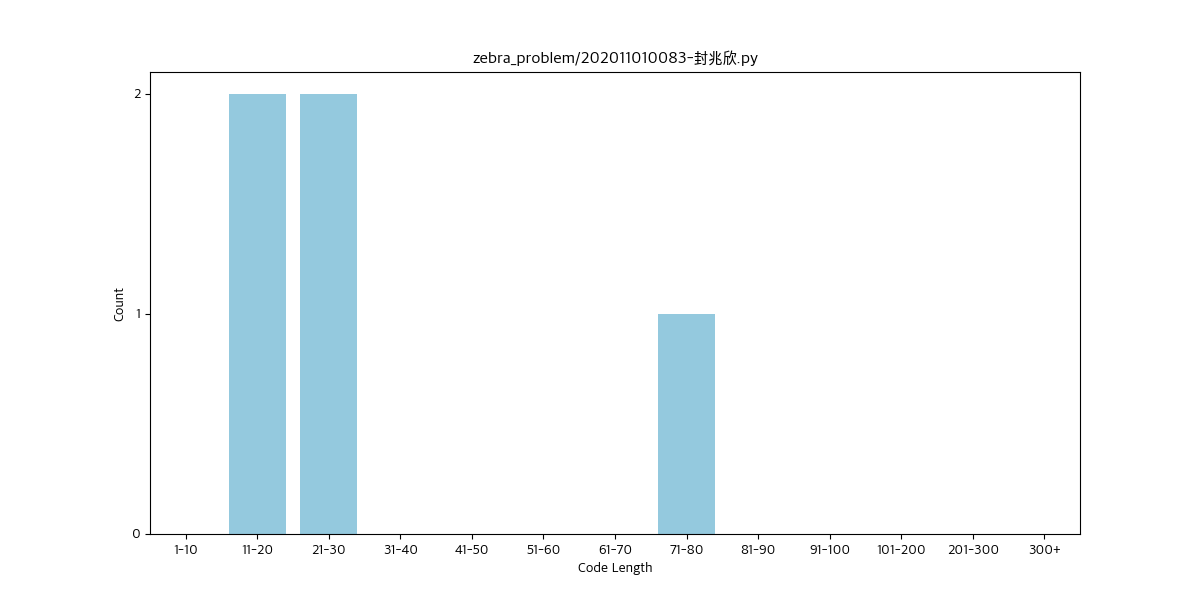 zebra_problem/202011010083-封兆欣.py
2
1
0
Count
1-10 11-20 21-30 31-40 41-50 51-60 61-70 71-80 81-90 91-100 101-200 201-300 300+
Code Length